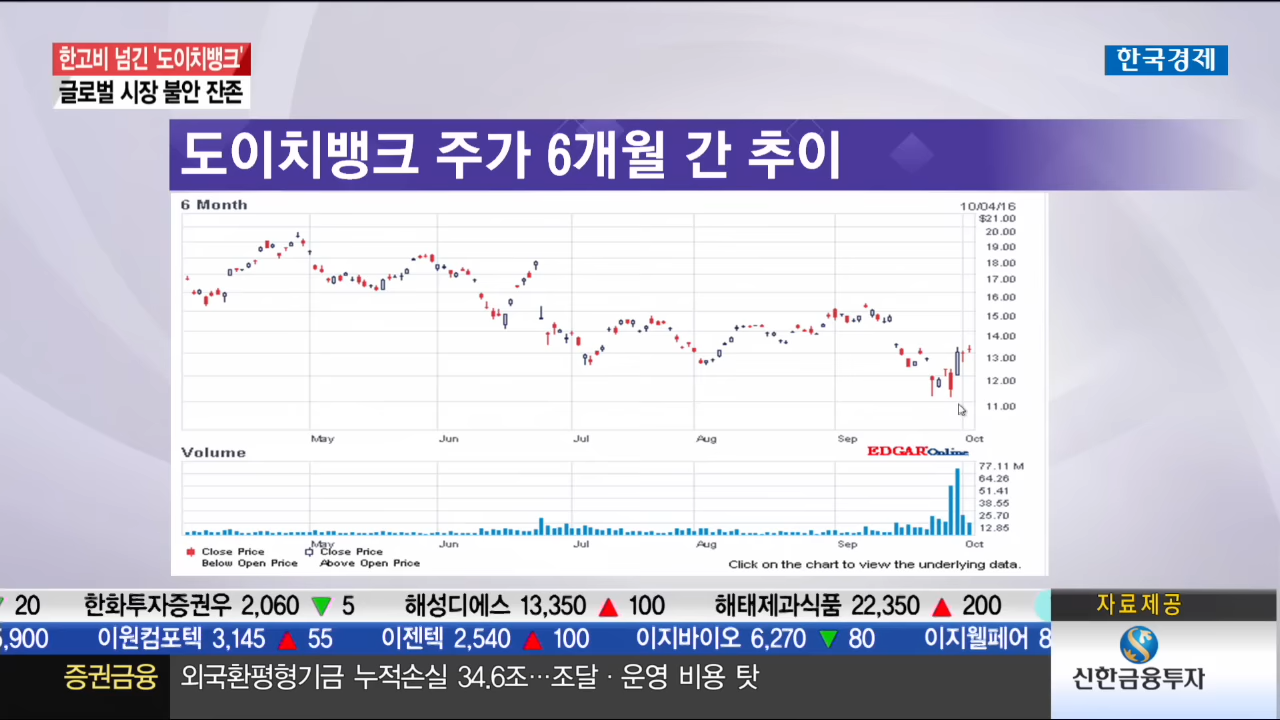 한고비 넘긴 '도이치뱅크'
글로벌 시장 불안 잔존
한국경제
도이치뱅크 주가 6개월 간 추이
6 Month
10/04/16
$21.00
20.00
19.00
18.00
17.00
16.00
15.00
14.00
13.00
12.00
11.00
May Jun Jul Aug Sep Oct
Volume
EDGAR Online
77.11 M
64.26
51.41
38.55
25.70
12.85
May Jun Jul Aug Sep Oct
Close Price Close Price
Below Open Price Above Open Price
Click on the chart to view the underlying data.
20 한화투자증권우 2,060 ▼ 5 해성디에스 13,350 ▲ 100 해태제과식품 22,350 ▲ 200
자료제공
5,900 이원컴포텍 3,145 ▲ 55 이젠텍 2,540 ▲ 100 이지바이오 6,270 ▼ 80 이지웰페어 8
신한금융투자
증권금융 외국환평형기금 누적손실 34.6조…조달·운영 비용 탓